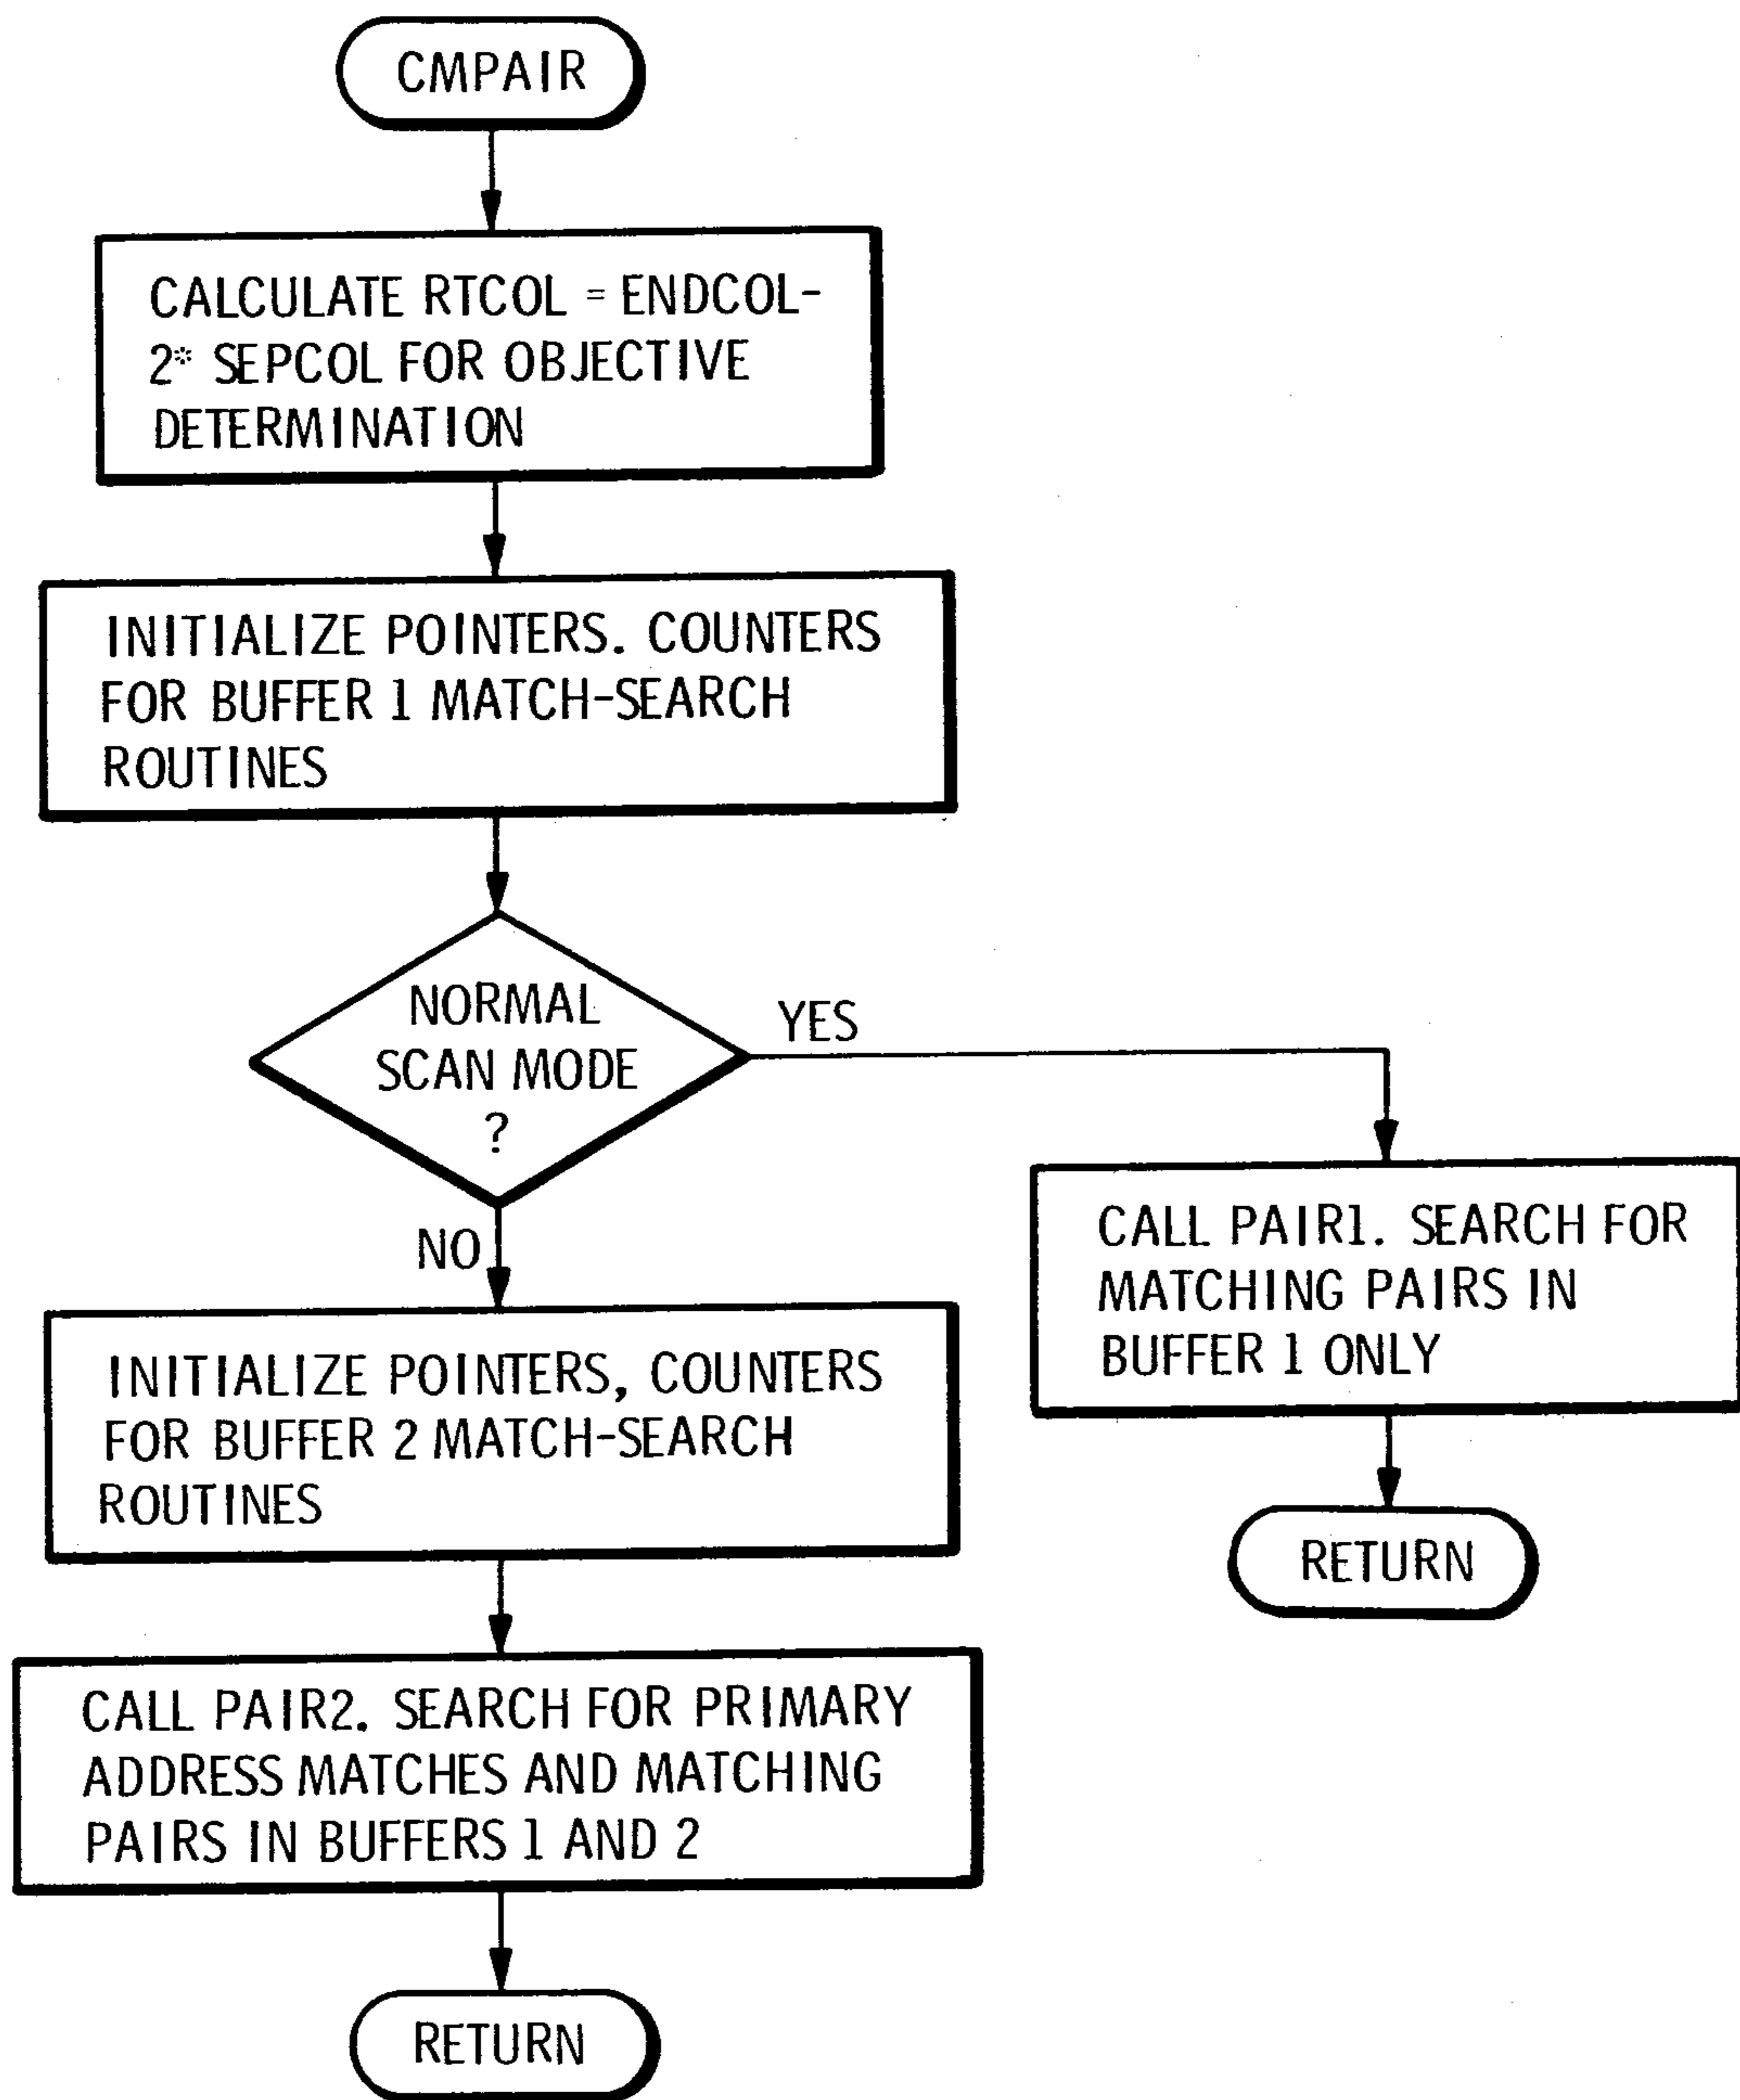 CMPAIR
CALCULATE RTCOL = ENDCOL-
2* SEPCOL FOR OBJECTIVE
DETERMINATION
INITIALIZE POINTERS. COUNTERS
FOR BUFFER 1 MATCH-SEARCH
ROUTINES
NORMAL
SCAN MODE
?
YES
NO
CALL PAIR1. SEARCH FOR
MATCHING PAIRS IN
BUFFER 1 ONLY
RETURN
INITIALIZE POINTERS, COUNTERS
FOR BUFFER 2 MATCH-SEARCH
ROUTINES
CALL PAIR2. SEARCH FOR PRIMARY
ADDRESS MATCHES AND MATCHING
PAIRS IN BUFFERS 1 AND 2
RETURN